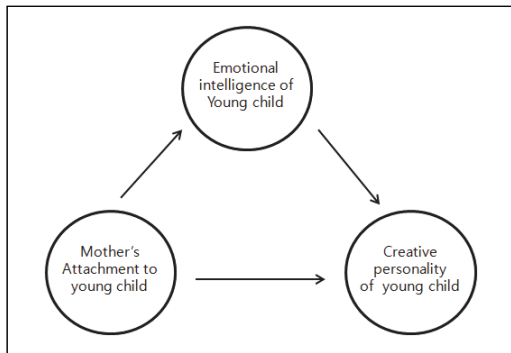 Emotional
intelligence of
Young child
Mother's
Attachment to
young child
Creative
personality
of young child